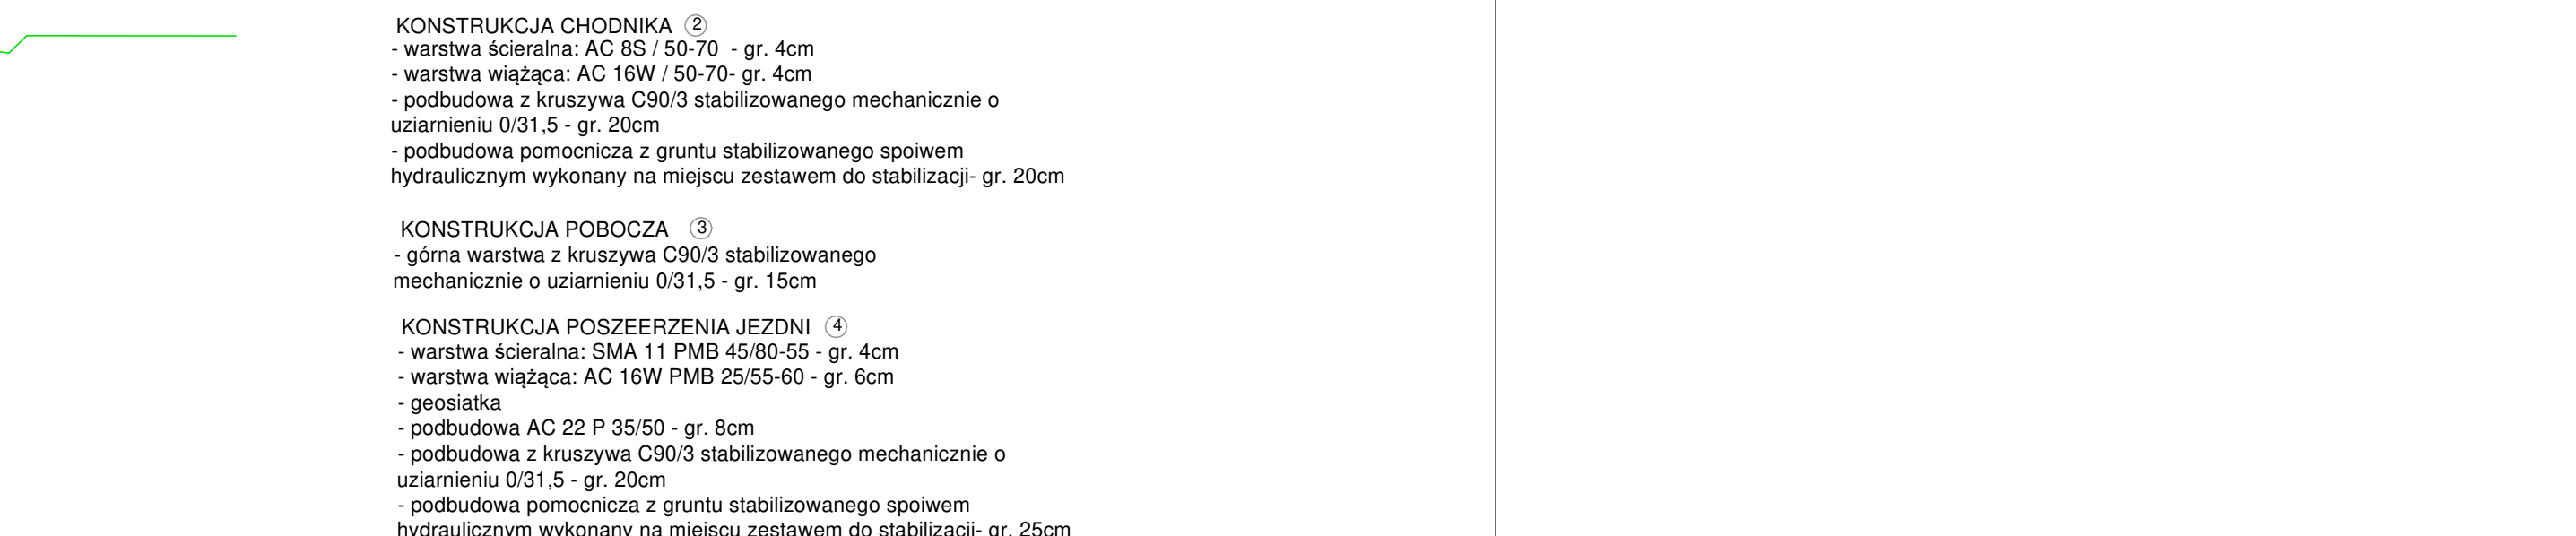 KONSTRUKCJA CHODNIKA 2
- warstwa ścieralna: AC 8S / 50-70 - gr. 4cm
- warstwa wiążąca: AC 16W / 50-70- gr. 4cm
- podbudowa z kruszywa C90/3 stabilizowanego mechanicznie o
uziarnieniu 0/31,5 - gr. 20cm
- podbudowa pomocnicza z gruntu stabilizowanego spoiwem
hydraulicznym wykonany na miejscu zestawem do stabilizacji- gr. 20cm
KONSTRUKCJA POBOCZA 3
- górna warstwa z kruszywa C90/3 stabilizowanego
mechanicznie o uziarnieniu 0/31,5 - gr. 15cm
KONSTRUKCJA POSZEERZENIA JEZDNI 4
- warstwa ścieralna: SMA 11 PMB 45/80-55 - gr. 4cm
- warstwa wiążąca: AC 16W PMB 25/55-60 - gr. 6cm
- geosiatka
- podbudowa AC 22 P 35/50 - gr. 8cm
- podbudowa z kruszywa C90/3 stabilizowanego mechanicznie o
uziarnieniu 0/31,5 - gr. 20cm
- podbudowa pomocnicza z gruntu stabilizowanego spoiwem
hydraulicznym wykonany na miejscu zestawem do stabilizacji- gr. 25cm